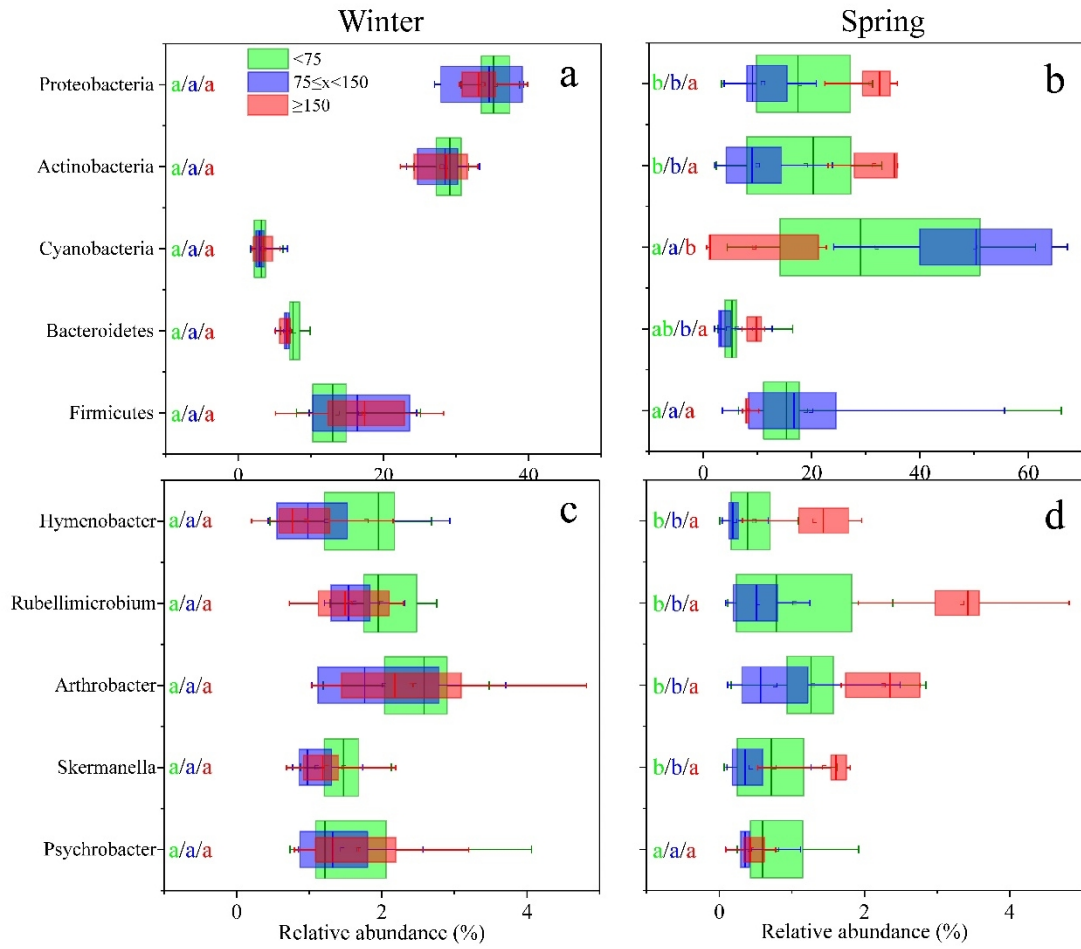 Winter
Spring
<75
75≤x<150
≥150
a
b
Proteobacteria a/a/a
b/b/a
Actinobacteria a/a/a
b/b/a
Cyanobacteria a/a/a
a/a/b
Bacteroidetes a/a/a
ab/b/a
Firmicutes a/a/a
a/a/a
0 20 40
0 20 40 60
c
d
Hymenobacter a/a/a
b/b/a
Rubellimicrobium a/a/a
b/b/a
Arthrobacter a/a/a
b/b/a
Skermanella a/a/a
b/b/a
Psychrobacter a/a/a
a/a/a
0 2 4
0 2 4
Relative abundance (%)
Relative abundance (%)